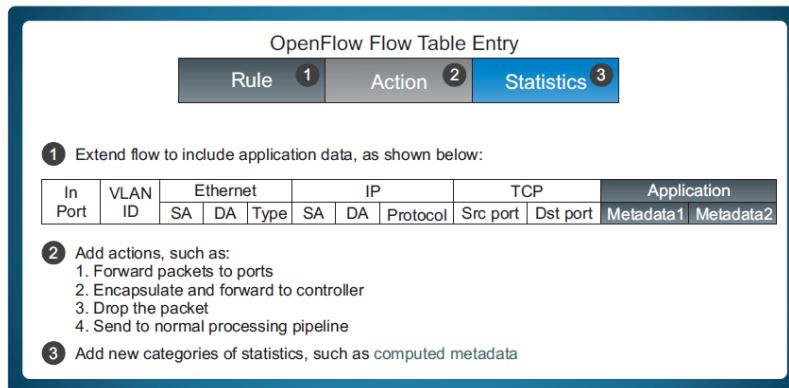 OpenFlow Flow Table Entry
Rule 1 Action 2 Statistics 3
1 Extend flow to include application data, as shown below:
In Port VLAN ID Ethernet IP TCP Application
SA DA Type SA DA Protocol Src port Dst port Metadata1 Metadata2
2 Add actions, such as:
1. Forward packets to ports
2. Encapsulate and forward to controller
3. Drop the packet
4. Send to normal processing pipeline
3 Add new categories of statistics, such as computed metadata